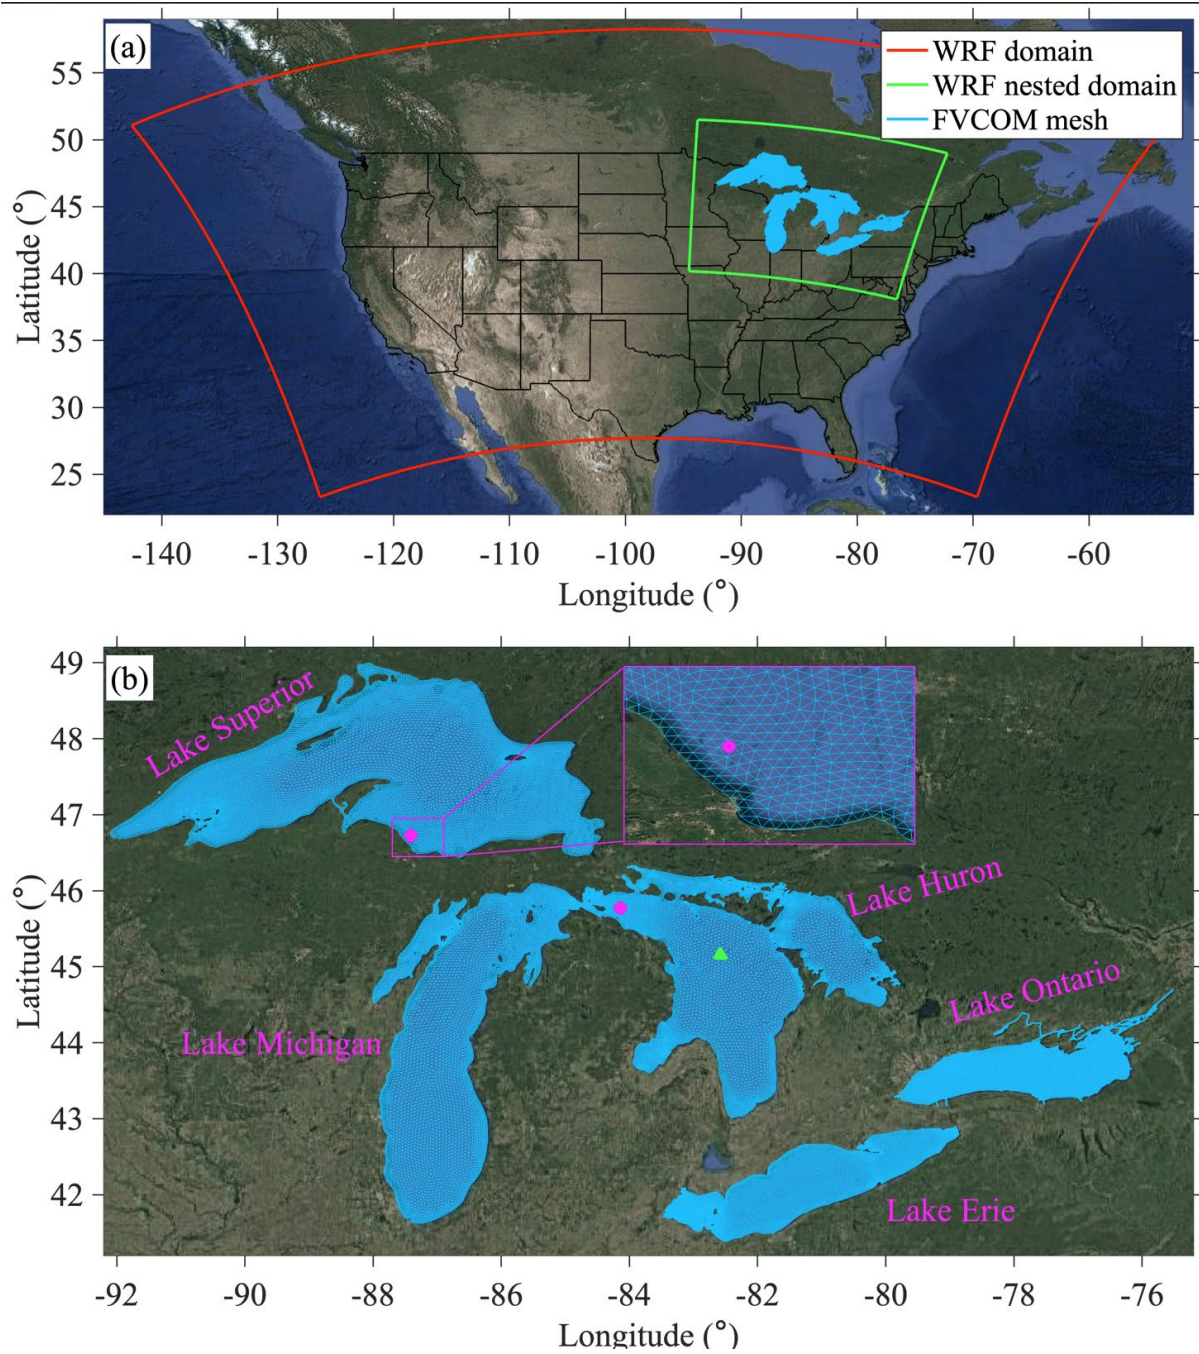 (a)
WRF domain
WRF nested domain
FVCOM mesh
55
50
45
40
35
30
25
Latitude (°)
-140 -130 -120 -110 -100 -90 -80 -70 -60
Longitude (°)
(b)
49
48
47
46
45
44
43
42
Latitude (°)
Lake Superior
Lake Huron
Lake Ontario
Lake Michigan
Lake Erie
-92 -90 -88 -86 -84 -82 -80 -78 -76
Longitude (°)